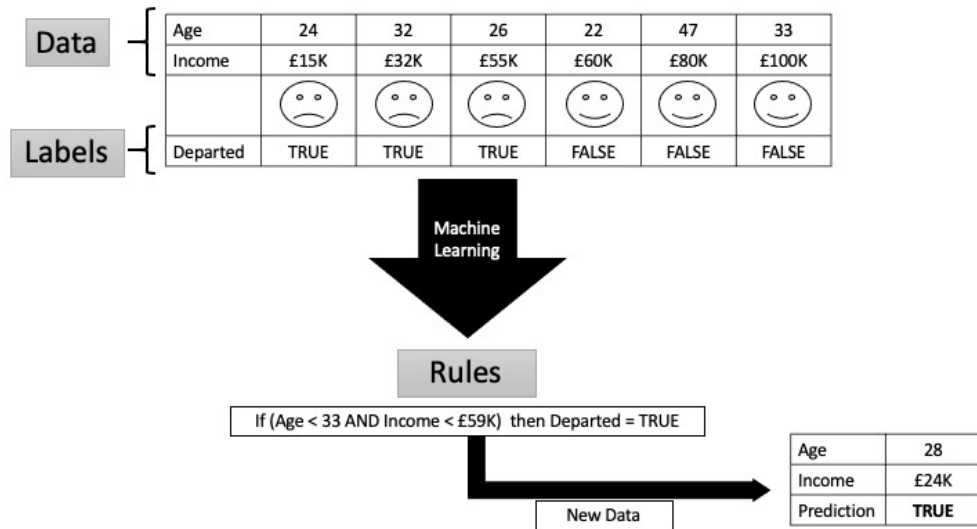 Data
Age 24 32 26 22 47 33
Income £15K £32K £55K £60K £80K £100K
Labels
Departed TRUE TRUE TRUE FALSE FALSE FALSE
Machine
Learning
Rules
If (Age < 33 AND Income < £59K) then Departed = TRUE
New Data
Age 28
Income £24K
Prediction TRUE